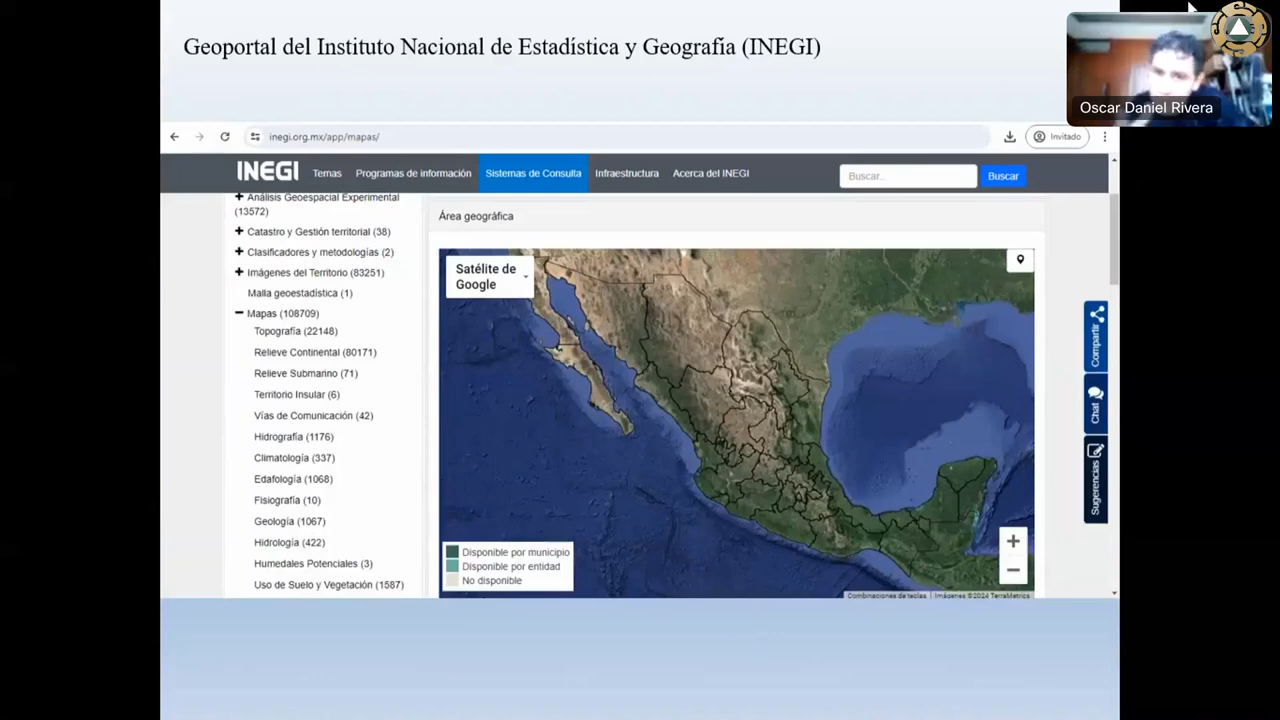 Geoportal del Instituto Nacional de Estadística y Geografía (INEGI)
Oscar Daniel Rivera
inegi.org.mx/app/mapas/
Invitado
INEGI
Temas
Programas de información
Sistemas de Consulta
Infraestructura
Acerca del INEGI
Buscar..
Buscar
Análisis Geoespacial Experimental
(13572)
Catastro y Gestión territorial (38)
Clasificadores y metodologías (2)
Imágenes del Territorio (83251)
Malla geoestadística (1)
Mapas (108709)
Topografía (22148)
Relieve Continental (80171)
Relieve Submarino (71)
Territorio Insular (6)
Vías de Comunicación (42)
Hidrografía (1176)
Climatología (337)
Edafología (1068)
Fisiografía (10)
Geología (1067)
Hidrología (422)
Humedales Potenciales (3)
Uso de Suelo y Vegetación (1587)
Área geográfica
Satélite de
Google
Disponible por municipio
Disponible por entidad
No disponible
Combinaciones de teclas
Imágenes ©2024 TerraMetrics
Compartir
Chat
Sugerencias